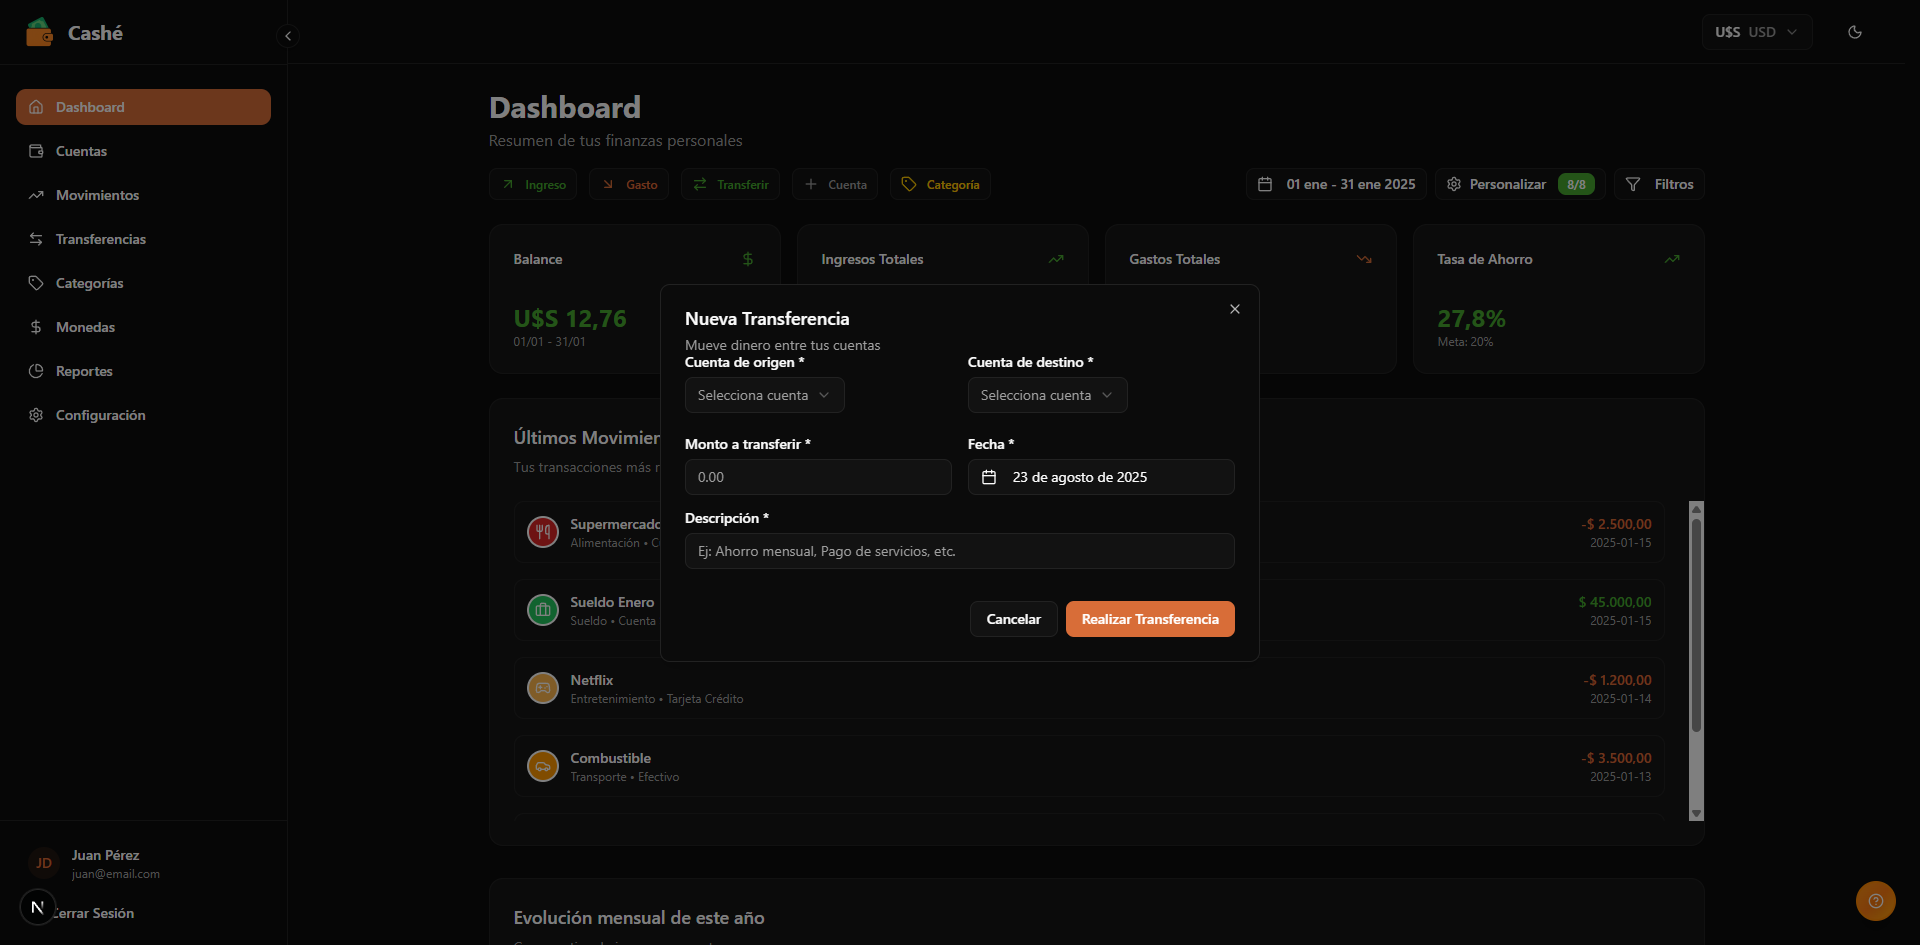 Cashé
U$S USD
Dashboard
Cuentas
Movimientos
Transferencias
Categorías
Monedas
Reportes
Configuración
Juan Pérez
JD
juan@email.com
N
Cerrar Sesión
Dashboard
Resumen de tus finanzas personales
Ingreso
Gasto
Transferir
Cuenta
Categoría
01 ene - 31 ene 2025
Personalizar 8/8
Filtros
Balance
$
U$S 12,76
01/01 - 31/01
Ingresos Totales
Gastos Totales
Tasa de Ahorro
27,8%
Meta: 20%
Nueva Transferencia
Mueve dinero entre tus cuentas
Cuenta de origen *
Selecciona cuenta
Cuenta de destino *
Selecciona cuenta
Monto a transferir *
0.00
Fecha *
23 de agosto de 2025
Descripción *
Ej: Ahorro mensual, Pago de servicios, etc.
Cancelar
Realizar Transferencia
Últimos Movimien
Tus transacciones más r
Supermercado
Alimentación • C
-$ 2.500,00
2025-01-15
Sueldo Enero
Sueldo • Cuenta
$ 45.000,00
2025-01-15
Netflix
Entretenimiento • Tarjeta Crédito
-$ 1.200,00
2025-01-14
Combustible
Transporte • Efectivo
-$ 3.500,00
2025-01-13
Evolución mensual de este año